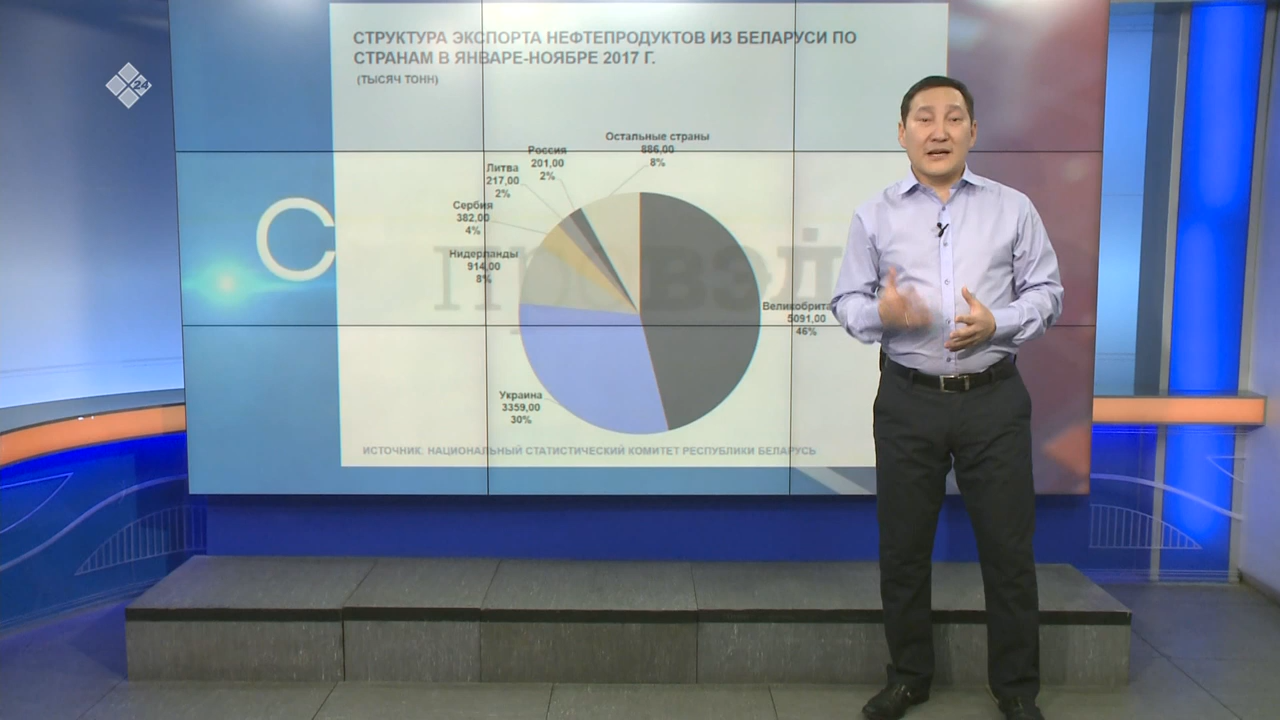 24
СТРУКТУРА ЭКСПОРТА НЕФТЕПРОДУКТОВ ИЗ БЕЛАРУСИ ПО
СТРАНАМ В ЯНВАРЕ-НОЯБРЕ 2017 Г.
(ТЫСЯЧ ТОНН)
Остальные страны
886,00
8%
Россия
201,00
2%
Литва
217,00
2%
Сербия
382,00
4%
Нидерланды
914,00
8%
С
Великобрита
5091,00
46%
Украина
3359,00
30%
ИСТОЧНИК: НАЦИОНАЛЬНЫЙ СТАТИСТИЧЕСКИЙ КОМИТЕТ РЕСПУБЛИКИ БЕЛАРУСЬ